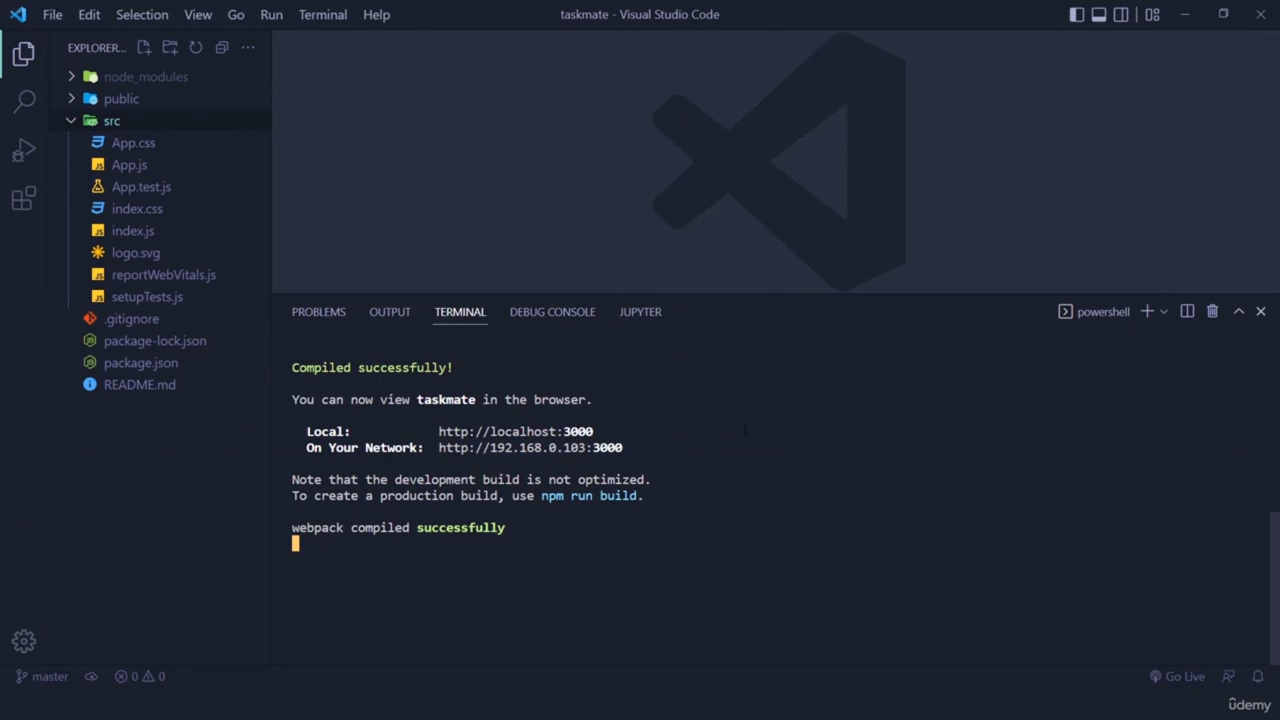 File Edit Selection View Go Run Terminal Help
taskmate - Visual Studio Code
EXPLORER...
node_modules
public
src
App.css
App.js
App.test.js
index.css
index.js
logo.svg
reportWebVitals.js
setupTests.js
.gitignore
package-lock.json
package.json
README.md
PROBLEMS OUTPUT TERMINAL DEBUG CONSOLE JUPYTER
powershell
Compiled successfully!
You can now view taskmate in the browser.
Local: http://localhost:3000
On Your Network: http://192.168.0.103:3000
Note that the development build is not optimized.
To create a production build, use npm run build.
webpack compiled successfully
master 0 0 Go Live
udemy